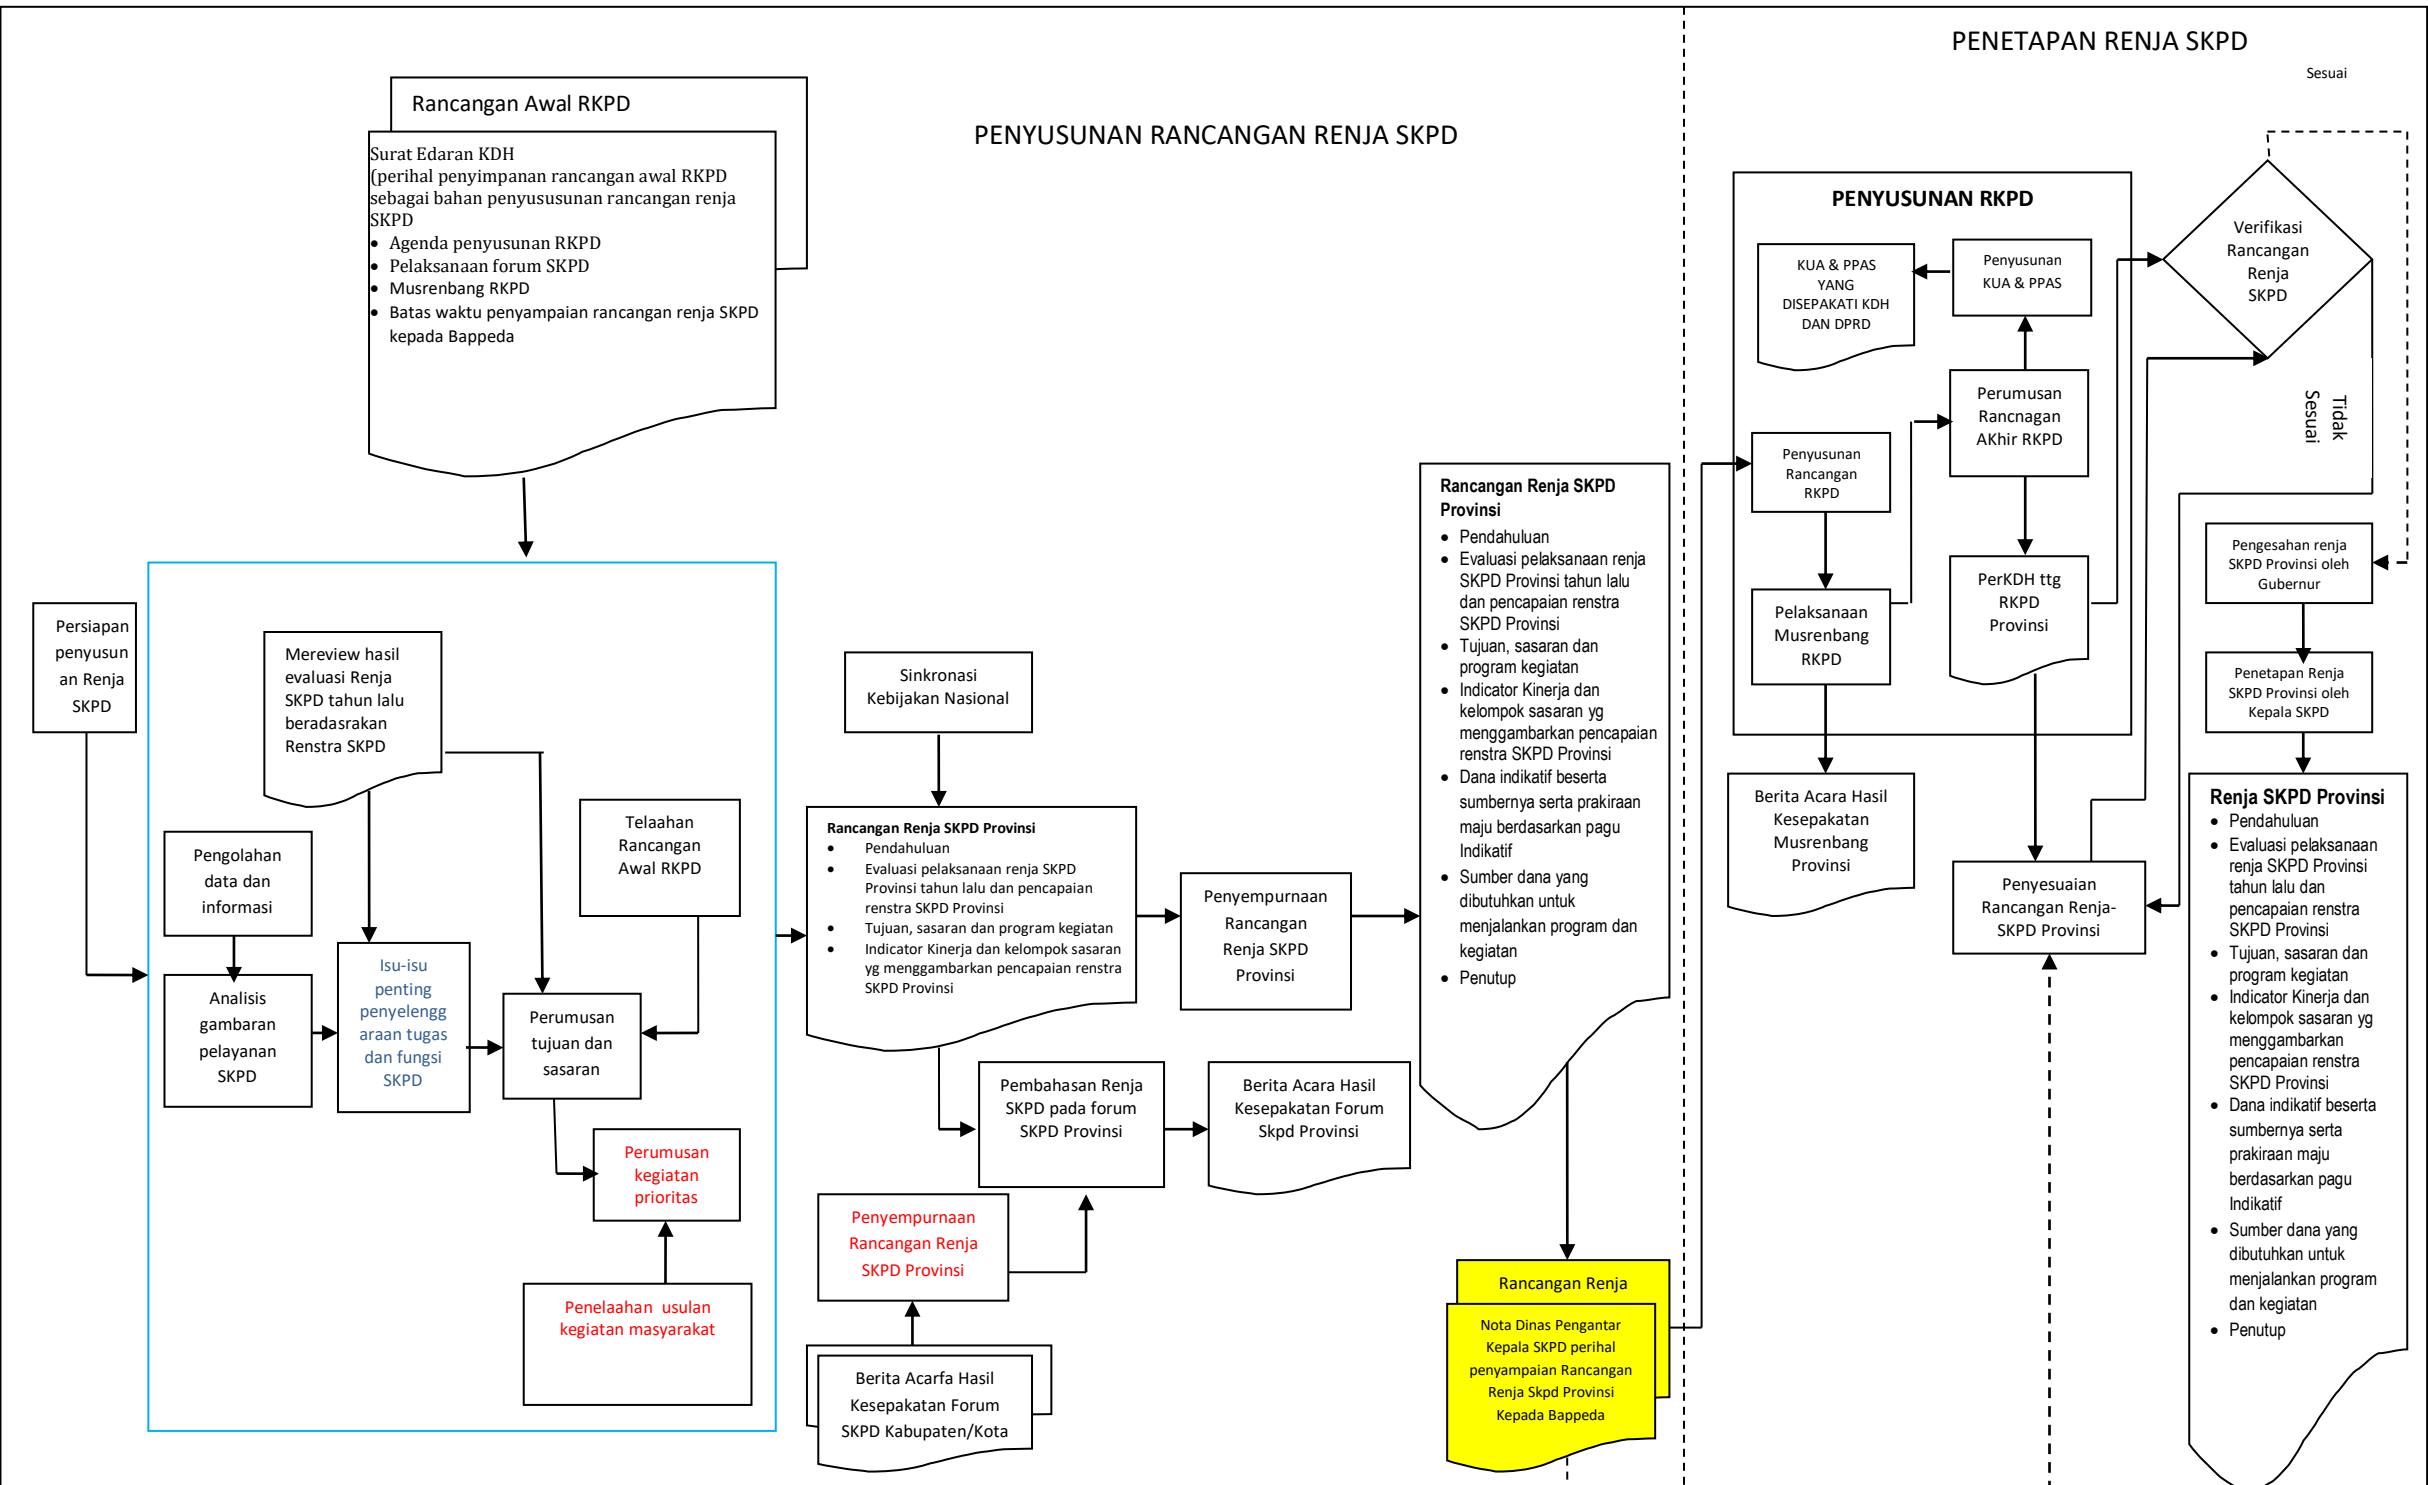 PENETAPAN RENJA SKPD
Sesuai
Rancangan Awal RKPD
PENYUSUNAN RANCANGAN RENJA SKPD
Surat Edaran KDH
(perihal penyimpanan rancangan awal RKPD
sebagai bahan penyususunan rancangan renja
SKPD
• Agenda penyusunan RKPD
• Pelaksanaan forum SKPD
• Musrenbang RKPD
• Batas waktu penyampaian rancangan renja SKPD
kepada Bappeda
Persiapan
penyusun
an Renja
SKPD
Mereview hasil
evaluasi Renja
SKPD tahun lalu
beradasrakan
Renstra SKPD
Pengolahan
data dan
informasi
Telaahan
Rancangan
Awal RKPD
Analisis
gambaran
pelayanan
SKPD
Isu-isu
penting
penyelengg
araan tugas
dan fungsi
SKPD
Perumusan
tujuan dan
sasaran
Perumusan
kegiatan
prioritas
Penelaahan  usulan
kegiatan masyarakat
Sinkronasi
Kebijakan Nasional
Rancangan Renja SKPD Provinsi
• Pendahuluan
• Evaluasi pelaksanaan renja SKPD
Provinsi tahun lalu dan pencapaian
renstra SKPD Provinsi
• Tujuan, sasaran dan program kegiatan
• Indicator Kinerja dan kelompok sasaran
yg menggambarkan pencapaian renstra
SKPD Provinsi
Penyempurnaan
Rancangan
Renja SKPD
Provinsi
Pembahasan Renja
SKPD pada forum
SKPD Provinsi
Berita Acara Hasil
Kesepakatan Forum
Skpd Provinsi
Penyempurnaan
Rancangan Renja
SKPD Provinsi
Berita Acarfa Hasil
Kesepakatan Forum
SKPD Kabupaten/Kota
Rancangan Renja SKPD
Provinsi
• Pendahuluan
• Evaluasi pelaksanaan renja
SKPD Provinsi tahun lalu
dan pencapaian renstra
SKPD Provinsi
• Tujuan, sasaran dan
program kegiatan
• Indicator Kinerja dan
kelompok sasaran yg
menggambarkan pencapaian
renstra SKPD Provinsi
• Dana indikatif beserta
sumbernya serta prakiraan
maju berdasarkan pagu
Indikatif
• Sumber dana yang
dibutuhkan untuk
menjalankan program dan
kegiatan
• Penutup
Rancangan Renja
Nota Dinas Pengantar
Kepala SKPD perihal
penyampaian Rancangan
Renja Skpd Provinsi
Kepada Bappeda
PENYUSUNAN RKPD
KUA & PPAS
YANG
DISEPAKATI KDH
DAN DPRD
Penyusunan
KUA & PPAS
Perumusan
Rancnagan
AKhir RKPD
Penyusunan
Rancangan
RKPD
Pelaksanaan
Musrenbang
RKPD
PerKDH ttg
RKPD
Provinsi
Berita Acara Hasil
Kesepakatan
Musrenbang
Provinsi
Penyesuaian
Rancangan Renja-
SKPD Provinsi
Verifikasi
Rancangan
Renja
SKPD
Tidak
Sesuai
Pengesahan renja
SKPD Provinsi oleh
Gubernur
Penetapan Renja
SKPD Provinsi oleh
Kepala SKPD
Renja SKPD Provinsi
• Pendahuluan
• Evaluasi pelaksanaan
renja SKPD Provinsi
tahun lalu dan
pencapaian renstra
SKPD Provinsi
• Tujuan, sasaran dan
program kegiatan
• Indicator Kinerja dan
kelompok sasaran yg
menggambarkan
pencapaian renstra
SKPD Provinsi
• Dana indikatif beserta
sumbernya serta
prakiraan maju
berdasarkan pagu
Indikatif
• Sumber dana yang
dibutuhkan untuk
menjalankan program
dan kegiatan
• Penutup